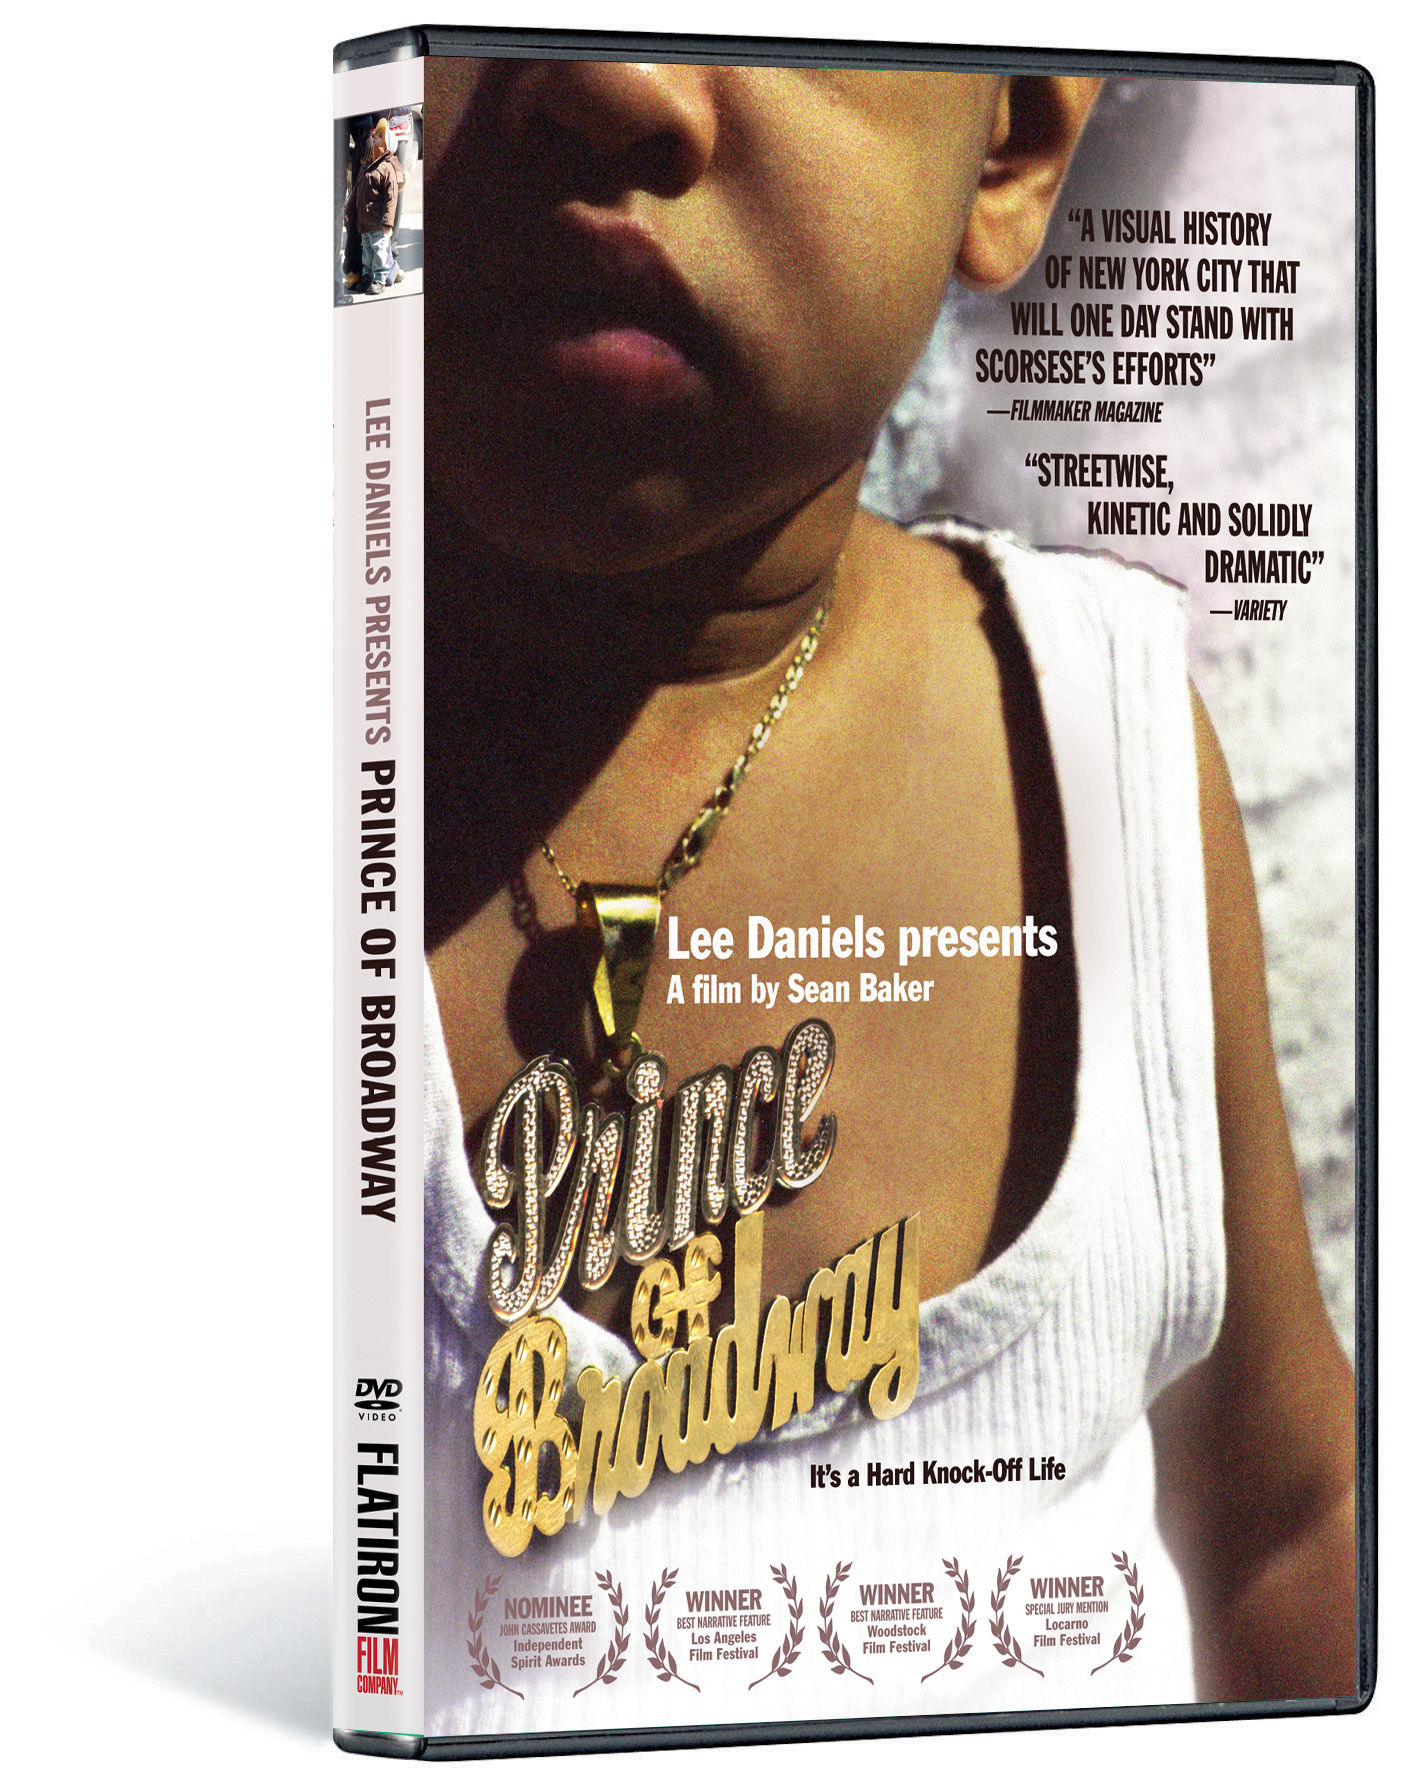 LEE DANIELS PRESENTS PRINCE OF BROADWAY
DVD
VIDEO
FLATIRON
FILM
COMPANY™
“A VISUAL HISTORY
OF NEW YORK CITY THAT
WILL ONE DAY STAND WITH
SCORSESE’S EFFORTS”
—FILMMAKER MAGAZINE
“STREETWISE,
KINETIC AND SOLIDLY
DRAMATIC”
—VARIETY
Lee Daniels presents
A film by Sean Baker
Prince
of
Broadway
It’s a Hard Knock-Off Life
NOMINEE
JOHN CASSAVETES AWARD
Independent
Spirit Awards
WINNER
BEST NARRATIVE FEATURE
Los Angeles
Film Festival
WINNER
BEST NARRATIVE FEATURE
Woodstock
Film Festival
WINNER
SPECIAL JURY MENTION
Locarno
Film Festival